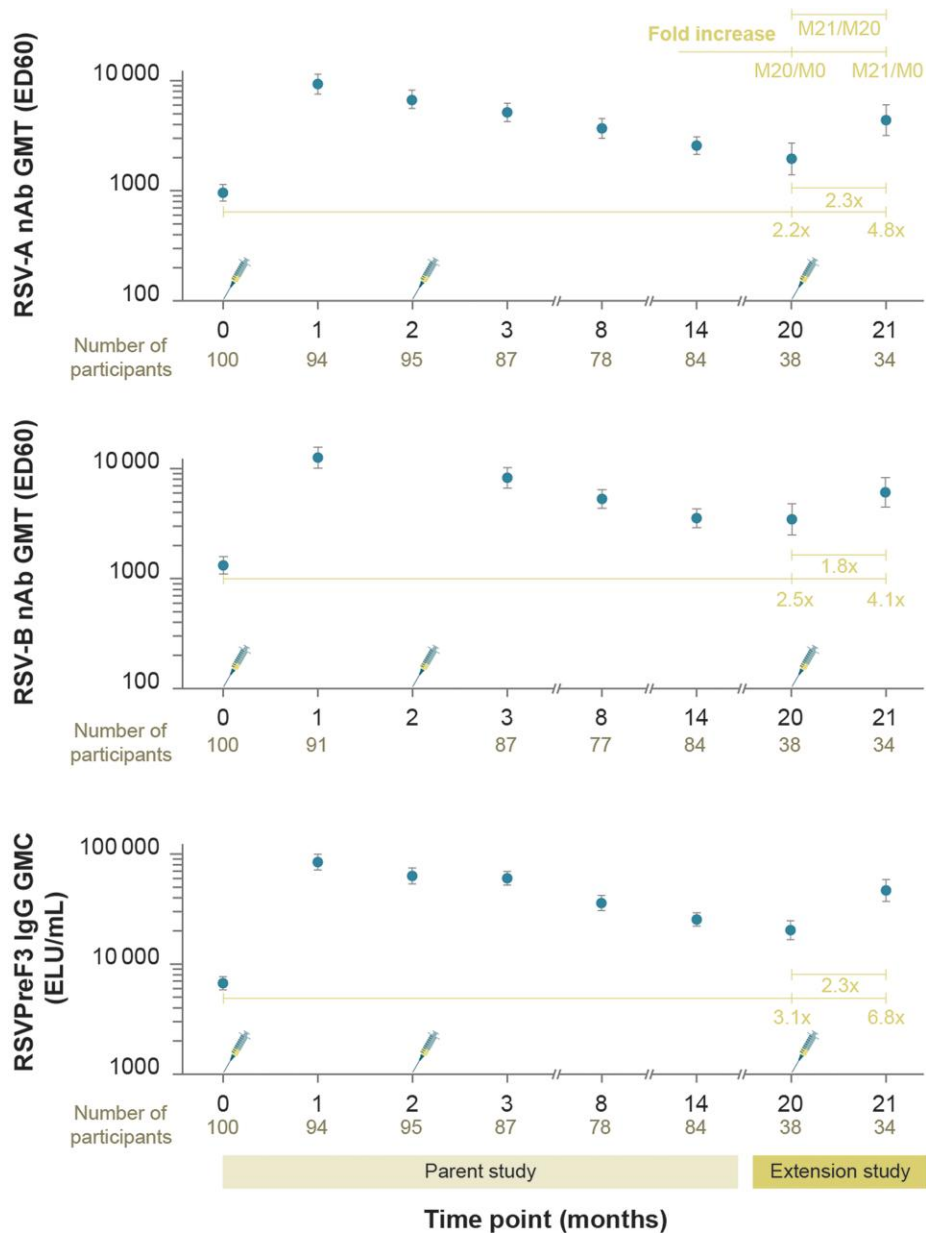 M21/M20
Fold increase
M20/M0 M21/M0
RSV-A nAb GMT (ED60)
10 000
1000
100
2.3x
2.2x 4.8x
0 1 2 3 8 14 20 21
Number of
participants
100 94 95 87 78 84 38 34
RSV-B nAb GMT (ED60)
10 000
1000
100
1.8x
2.5x 4.1x
0 1 2 3 8 14 20 21
Number of
participants
100 91 87 77 84 38 34
RSVPreF3 IgG GMC
(ELU/mL)
100 000
10 000
1000
2.3x
3.1x 6.8x
0 1 2 3 8 14 20 21
Number of
participants
100 94 95 87 78 84 38 34
Parent study Extension study
Time point (months)